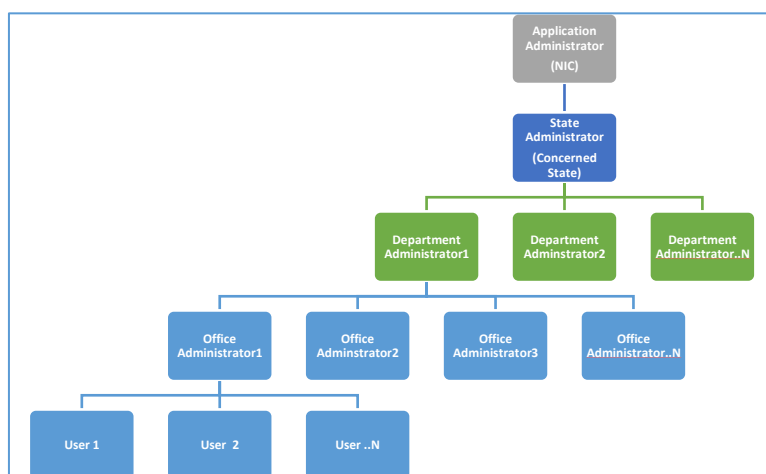 Application
Administrator
(NIC)
State
Administrator
(Concerned
State)
Department
Administrator1
Department
Adminstrator2
Department
Administrator..N
Office
Administrator1
Office
Adminstrator2
Office
Administrator3
Office
Administrator..N
User 1
User  2
User ..N